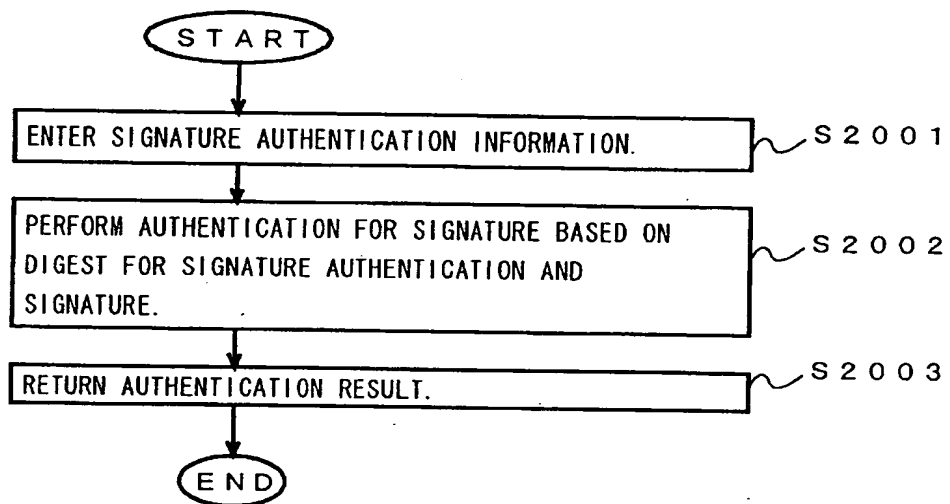 START
ENTER SIGNATURE AUTHENTICATION INFORMATION.
S2001
PERFORM AUTHENTICATION FOR SIGNATURE BASED ON
DIGEST FOR SIGNATURE AUTHENTICATION AND
SIGNATURE.
S2002
RETURN AUTHENTICATION RESULT.
S2003
END